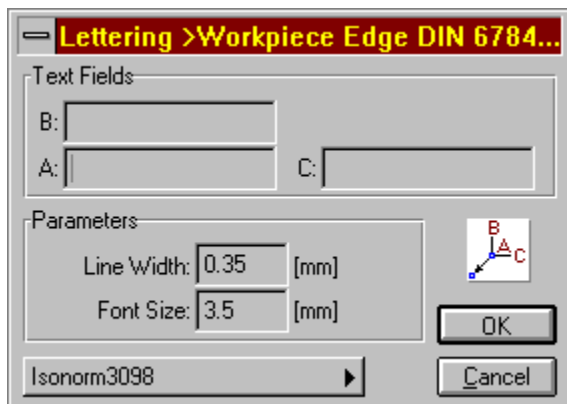 Lettering >Workpiece Edge DIN 6784...
Text Fields
B:
A: C:
Parameters
Line Width: 0.35 [mm]
Font Size: 3.5 [mm]
B
A C
OK
Isonorm3098
Cancel